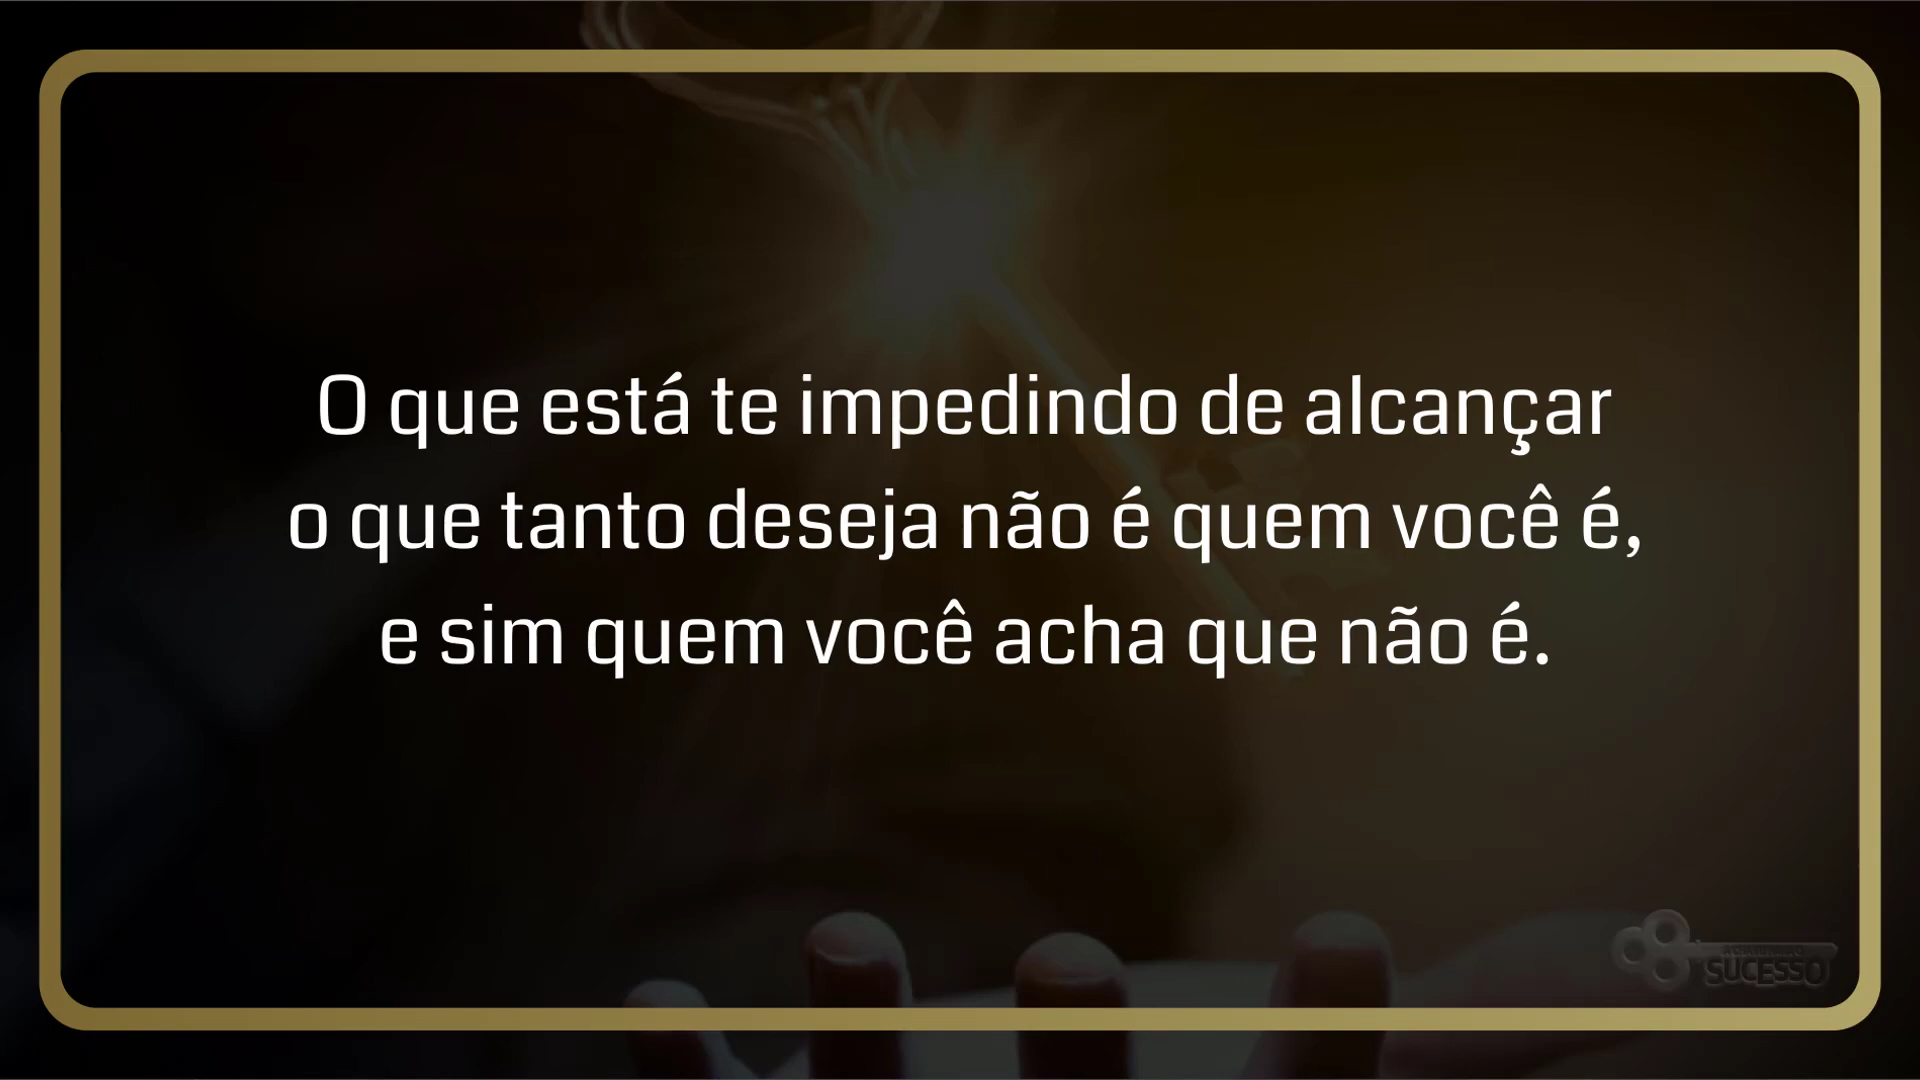 O que está te impedindo de alcançar
o que tanto deseja não é quem você é,
e sim quem você acha que não é.
SUCESSO